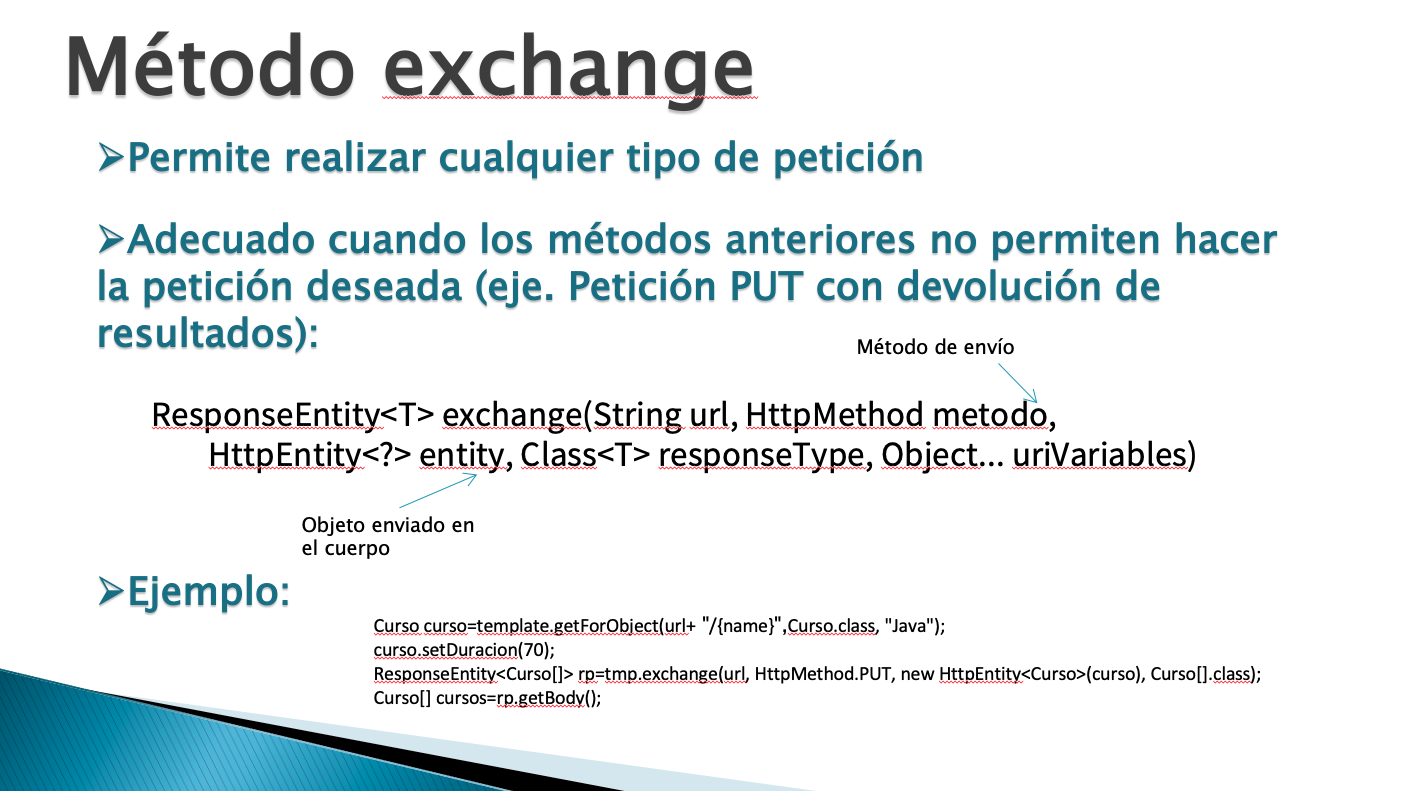 Método exchange
➢Permite realizar cualquier tipo de petición
➢Adecuado cuando los métodos anteriores no permiten hacer
la petición deseada (eje. Petición PUT con devolución de
resultados):
Método de envío
ResponseEntity<T> exchange(String url, HttpMethod metodo,
HttpEntity<?> entity, Class<T> responseType, Object... uriVariables)
Objeto enviado en
el cuerpo
➢Ejemplo:
Curso curso=template.getForObject(url+ "/{name}",Curso.class, "Java");
curso.setDuracion(70);
ResponseEntity<Curso[]> rp=tmp.exchange(url, HttpMethod.PUT, new HttpEntity<Curso>(curso), Curso[].class);
Curso[] cursos=rp.getBody();